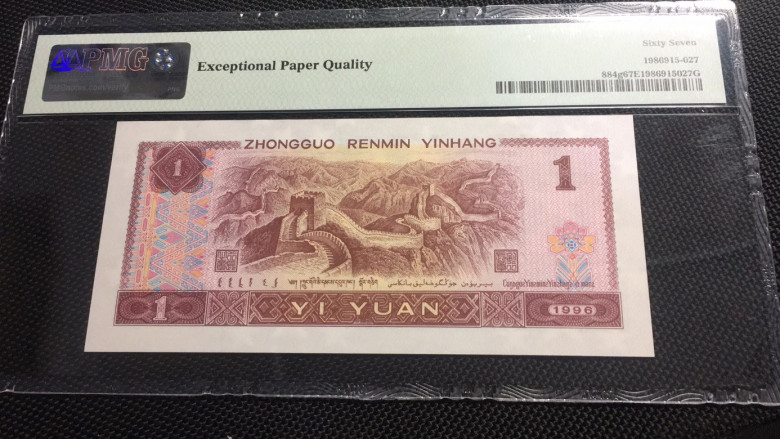 PMG
Exceptional Paper Quality
Sixty Seven
1986915-027
884g67E1986915027G
ZHONGGUO RENMIN YINHANG
1
1
1
YI YUAN
1996